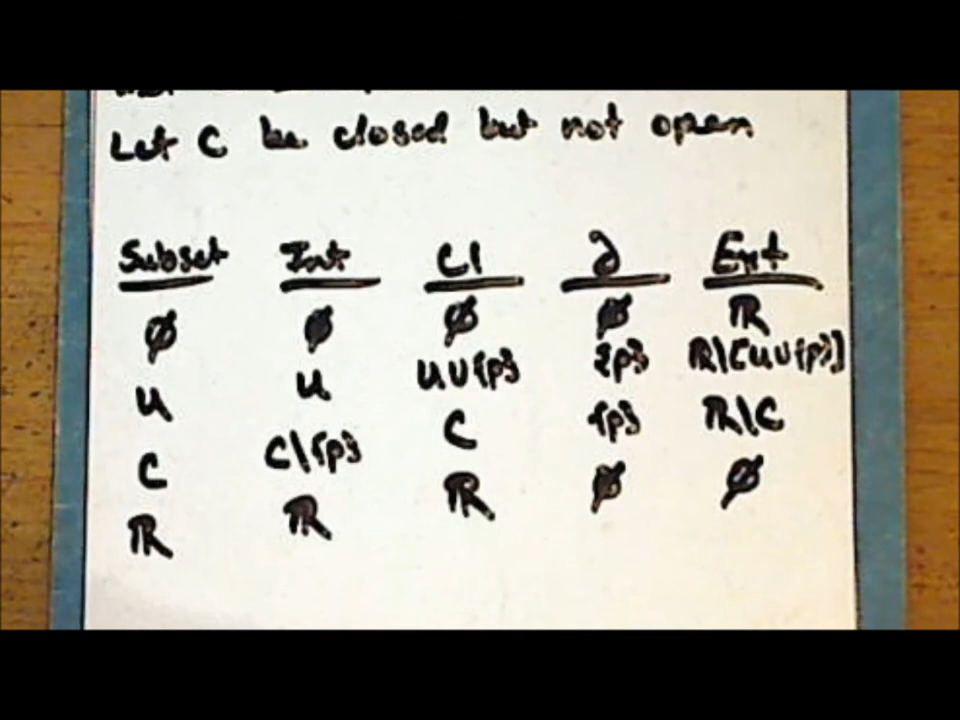 Let C be closed but not open
Subset Int Cl ∂ Ext
∅ ∅ ∅ ∅ ℝ
U U U∪{p} {p} ℝ\[U∪{p}]
C C\{p} C {p} ℝ\C
ℝ ℝ ℝ ∅ ∅